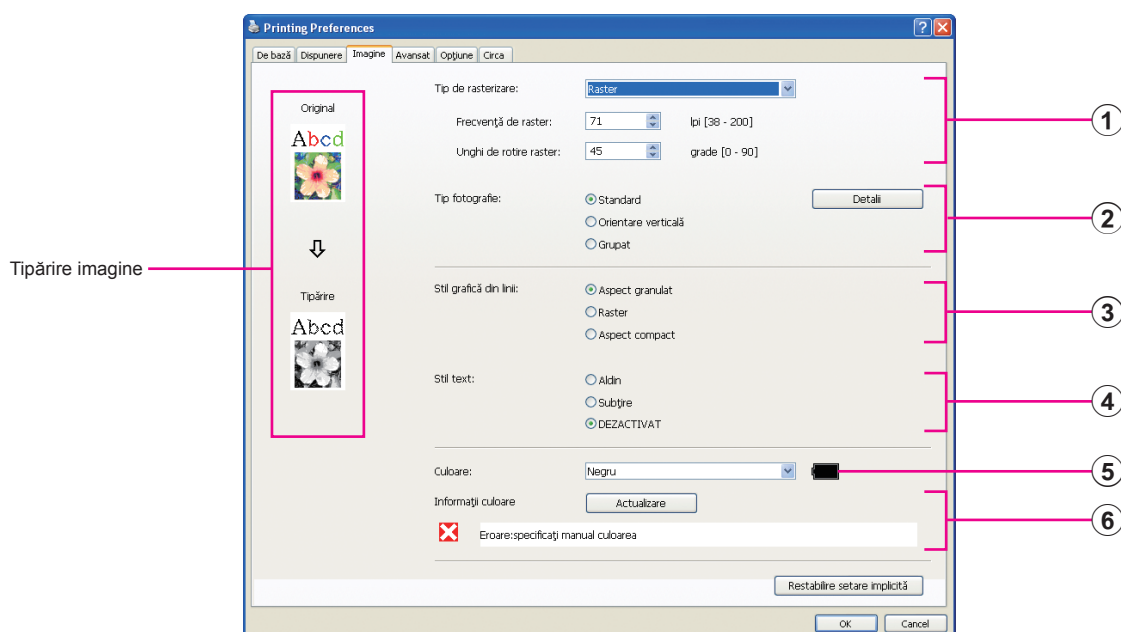 Printing Preferences
De bază Dispunere Imagine Avansat Opţiune Circa
Tip de rasterizare: Raster
Frecvenţă de raster: 71 lpi [38 - 200]
Unghi de rotire raster: 45 grade [0 - 90]
Original
Abcd
Tip fotografie: Standard Detalii
Orientare verticală
Grupat
Tipărire imagine
Stil grafică din linii: Aspect granulat
Raster
Aspect compact
Tipărire
Abcd
Stil text: Aldin
Subţire
DEZACTIVAT
Culoare: Negru
Informaţii culoare Actualizare
Eroare:specificaţi manual culoarea
Restabilire setare implicită
OK Cancel
1
2
3
4
5
6